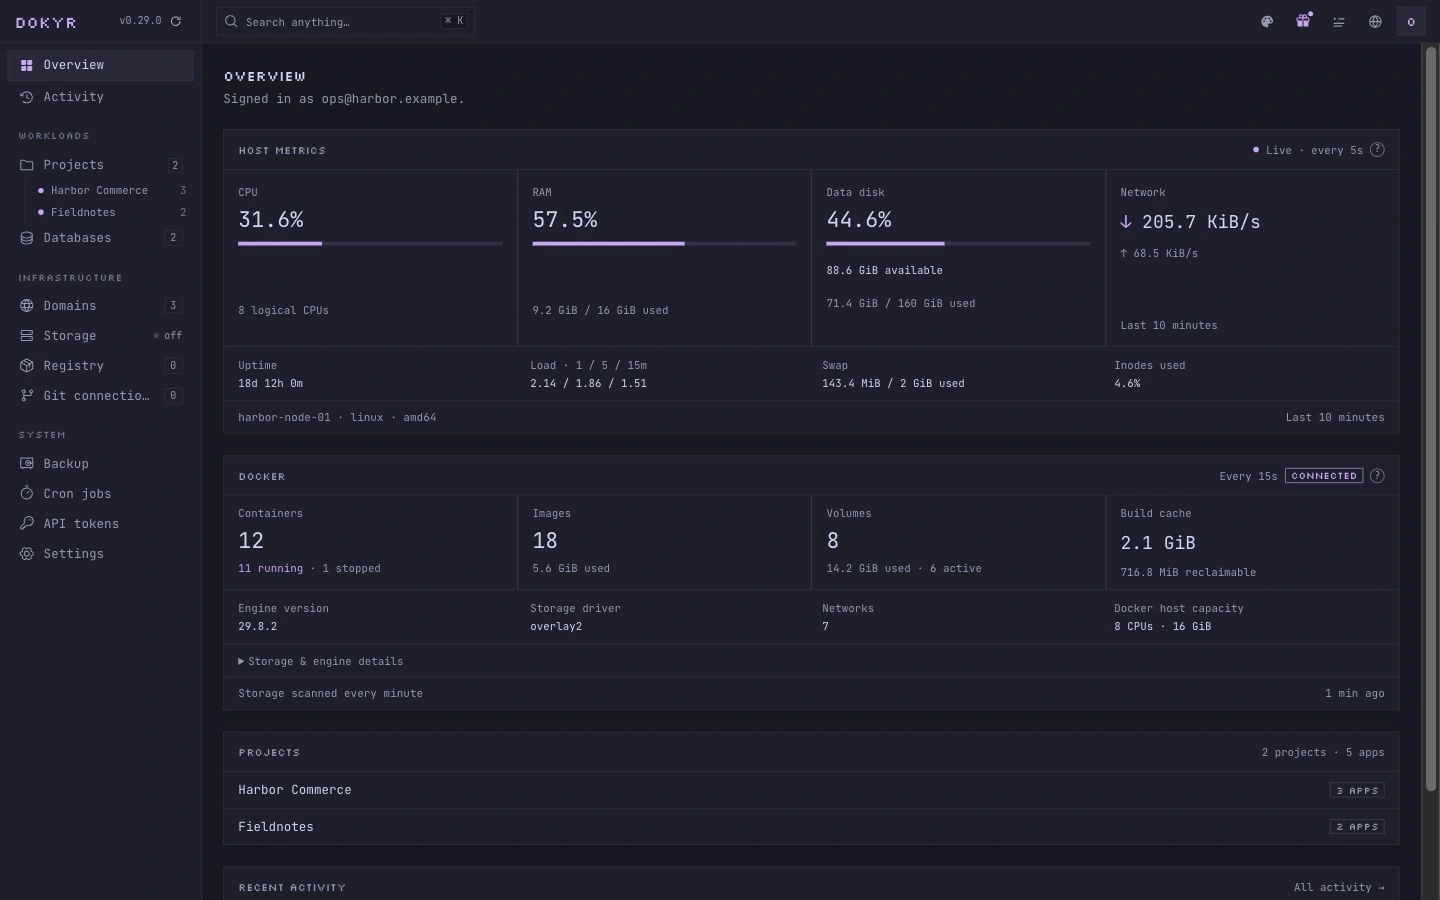 DOKYR
v0.29.0
Search anything…
⌘ K
O
Overview
Activity
WORKLOADS
Projects 2
Harbor Commerce 3
Fieldnotes 2
Databases 2
INFRASTRUCTURE
Domains 3
Storage off
Registry 0
Git connectio… 0
SYSTEM
Backup
Cron jobs
API tokens
Settings
OVERVIEW
Signed in as ops@harbor.example.
HOST METRICS
Live · every 5s ?
CPU
31.6%
8 logical CPUs
RAM
57.5%
9.2 GiB / 16 GiB used
Data disk
44.6%
88.6 GiB available
71.4 GiB / 160 GiB used
Network
↓ 205.7 KiB/s
↑ 68.5 KiB/s
Last 10 minutes
Uptime
18d 12h 0m
Load · 1 / 5 / 15m
2.14 / 1.86 / 1.51
Swap
143.4 MiB / 2 GiB used
Inodes used
4.6%
harbor-node-01 · linux · amd64
Last 10 minutes
DOCKER
Every 15s CONNECTED ?
Containers
12
11 running · 1 stopped
Images
18
5.6 GiB used
Volumes
8
14.2 GiB used · 6 active
Build cache
2.1 GiB
716.8 MiB reclaimable
Engine version
29.8.2
Storage driver
overlay2
Networks
7
Docker host capacity
8 CPUs · 16 GiB
▶ Storage & engine details
Storage scanned every minute
1 min ago
PROJECTS
2 projects · 5 apps
Harbor Commerce
3 APPS
Fieldnotes
2 APPS
RECENT ACTIVITY
All activity →